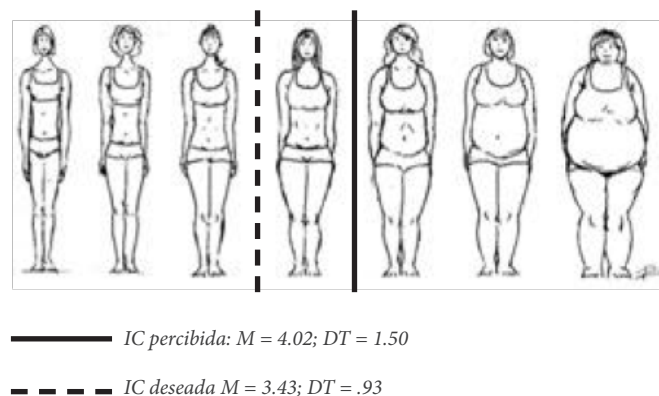 IC percibida: M = 4.02; DT = 1.50
IC deseada M = 3.43; DT = .93